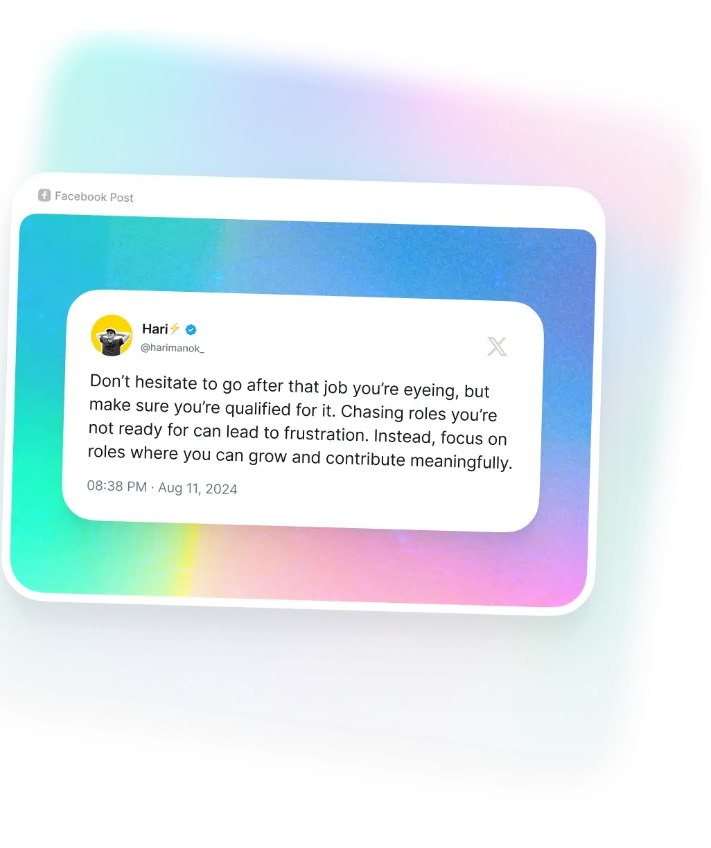 Facebook Post
Hari⚡
@harimanok_
Don’t hesitate to go after that job you’re eyeing, but
make sure you’re qualified for it. Chasing roles you’re
not ready for can lead to frustration. Instead, focus on
roles where you can grow and contribute meaningfully.
08:38 PM · Aug 11, 2024